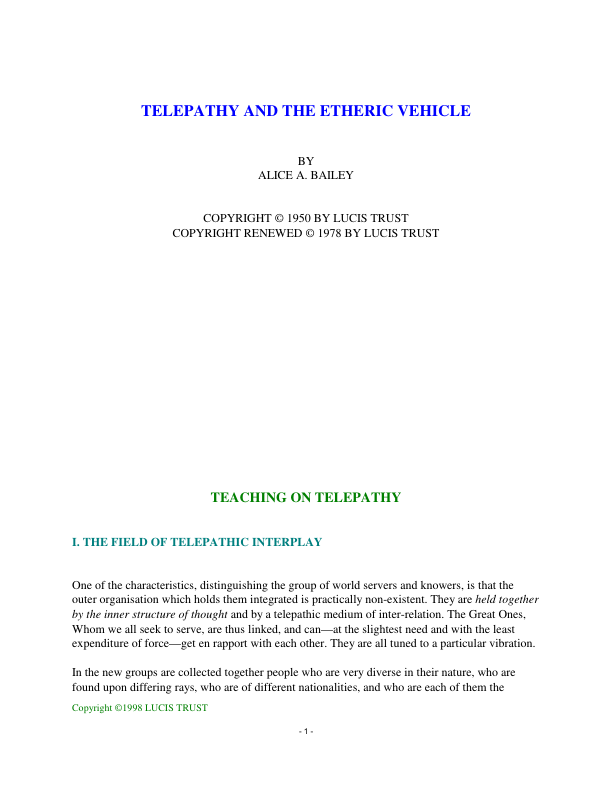 TELEPATHY AND THE ETHERIC VEHICLE
BY
ALICE A. BAILEY
COPYRIGHT © 1950 BY LUCIS TRUST
COPYRIGHT RENEWED © 1978 BY LUCIS TRUST
TEACHING ON TELEPATHY
I. THE FIELD OF TELEPATHIC INTERPLAY
One of the characteristics, distinguishing the group of world servers and knowers, is that the
outer organisation which holds them integrated is practically non-existent. They are held together
by the inner structure of thought and by a telepathic medium of inter-relation. The Great Ones,
Whom we all seek to serve, are thus linked, and can—at the slightest need and with the least
expenditure of force—get en rapport with each other. They are all tuned to a particular vibration.
In the new groups are collected together people who are very diverse in their nature, who are
found upon differing rays, who are of different nationalities, and who are each of them the
Copyright ©1998 LUCIS TRUST
- 1 -